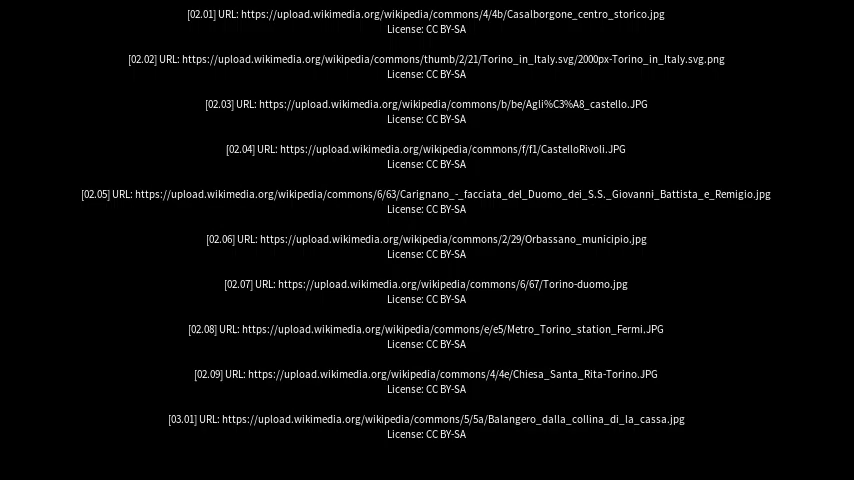 [02.01] URL: https://upload.wikimedia.org/wikipedia/commons/4/4b/Casalborgone_centro_storico.jpg
License: CC BY-SA
[02.02] URL: https://upload.wikimedia.org/wikipedia/commons/thumb/2/21/Torino_in_Italy.svg/2000px-Torino_in_Italy.svg.png
License: CC BY-SA
[02.03] URL: https://upload.wikimedia.org/wikipedia/commons/b/be/Agli%C3%A8_castello.JPG
License: CC BY-SA
[02.04] URL: https://upload.wikimedia.org/wikipedia/commons/f/f1/CastelloRivoli.JPG
License: CC BY-SA
[02.05] URL: https://upload.wikimedia.org/wikipedia/commons/6/63/Carignano_-_facciata_del_Duomo_dei_S.S._Giovanni_Battista_e_Remigio.jpg
License: CC BY-SA
[02.06] URL: https://upload.wikimedia.org/wikipedia/commons/2/29/Orbassano_municipio.jpg
License: CC BY-SA
[02.07] URL: https://upload.wikimedia.org/wikipedia/commons/6/67/Torino-duomo.jpg
License: CC BY-SA
[02.08] URL: https://upload.wikimedia.org/wikipedia/commons/e/e5/Metro_Torino_station_Fermi.JPG
License: CC BY-SA
[02.09] URL: https://upload.wikimedia.org/wikipedia/commons/4/4e/Chiesa_Santa_Rita-Torino.JPG
License: CC BY-SA
[03.01] URL: https://upload.wikimedia.org/wikipedia/commons/5/5a/Balangero_dalla_collina_di_la_cassa.jpg
License: CC BY-SA